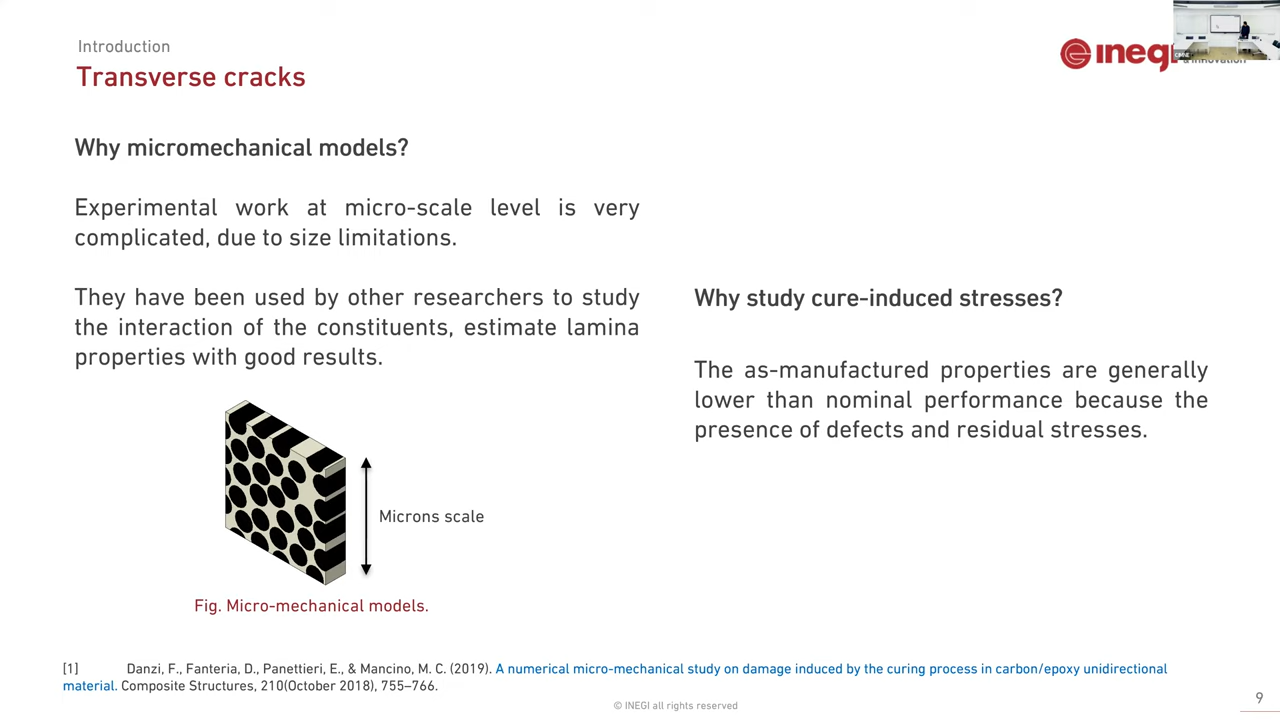 Introduction
Transverse cracks
inegi
& innovation
Why micromechanical models?
Experimental work at micro-scale level is very
complicated, due to size limitations.
They have been used by other researchers to study
the interaction of the constituents, estimate lamina
properties with good results.
Microns scale
Fig. Micro-mechanical models.
Why study cure-induced stresses?
The as-manufactured properties are generally
lower than nominal performance because the
presence of defects and residual stresses.
[1] Danzi, F., Fanteria, D., Panettieri, E., & Mancino, M. C. (2019). A numerical micro-mechanical study on damage induced by the curing process in carbon/epoxy unidirectional
material. Composite Structures, 210(October 2018), 755–766.
© INEGI all rights reserved
9